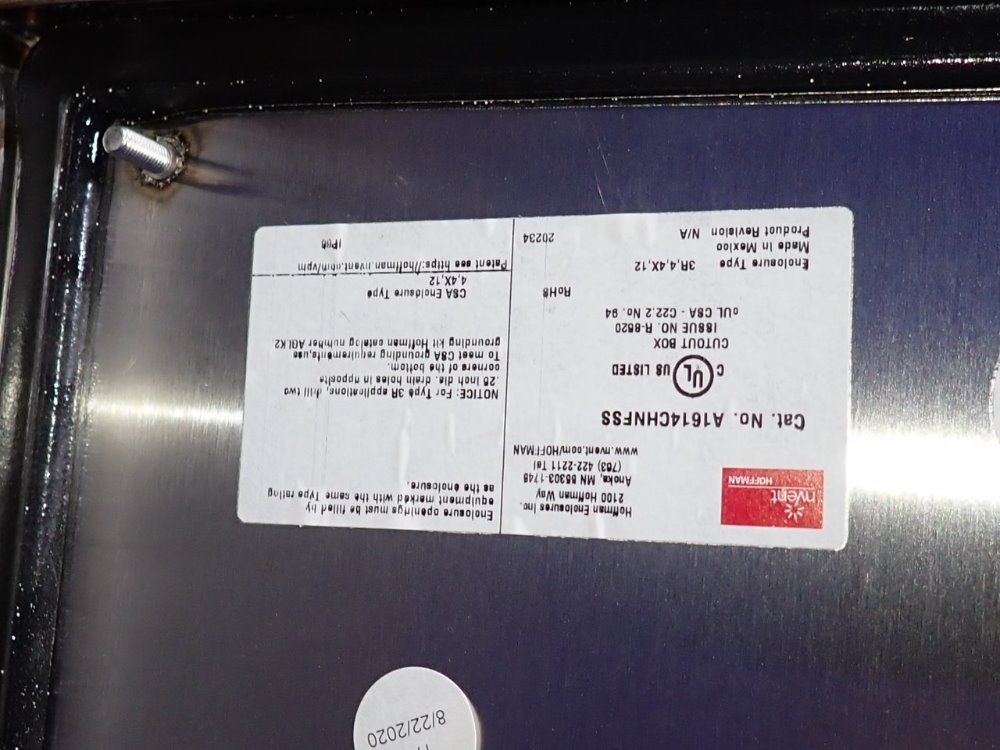 nVent
HOFFMAN
Hoffman Enclosures Inc.
2100 Hoffman Way
Anoka, MN 55303-1745
(763) 422-2211 Tel
www.nvent.com/HOFFMAN
Cat. No. A1614CHNFSS
C UL US LISTED
CUTOUT BOX
ISSUE NO. R-8620
cUL CSA - C22.2 No. 94
RoHS
Enclosure Type 3R,4,4X,12
Made In Mexico
Product Revision N/A
20234
Enclosure openings must be filled by
equipment marked with the same Type rating
as the enclosure.
NOTICE: For Type 3R applications, drill two
.25 inch dia. drain holes in opposite
corners of the bottom.
To meet CSA grounding requirements,use
grounding kit Hoffman catalog number AGLK2
CSA Enclosure Type
4,4X,12
Patent see https://hoffman.nvent.com/vpm
IP66
8/22/2020